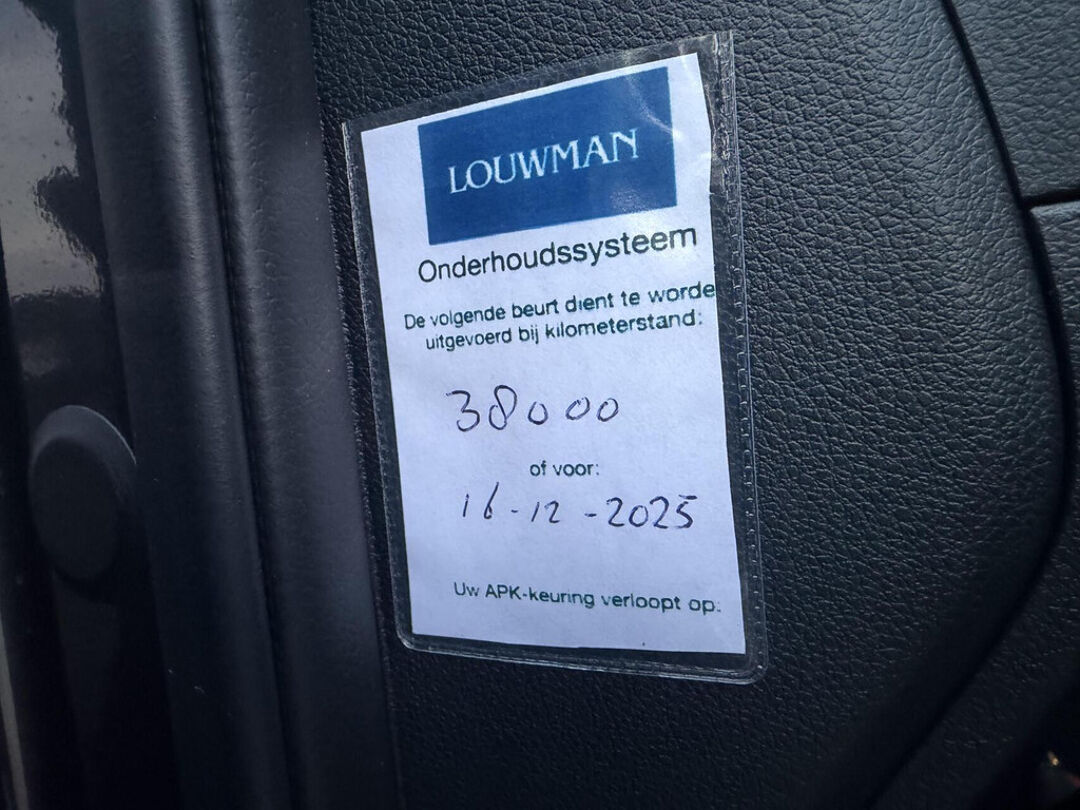 LOUWMAN
Onderhoudssysteem
De volgende beurt dient te worde
uitgevoerd bij kilometerstand:
38000
of voor:
16-12-2025
Uw APK-keuring verloopt op: